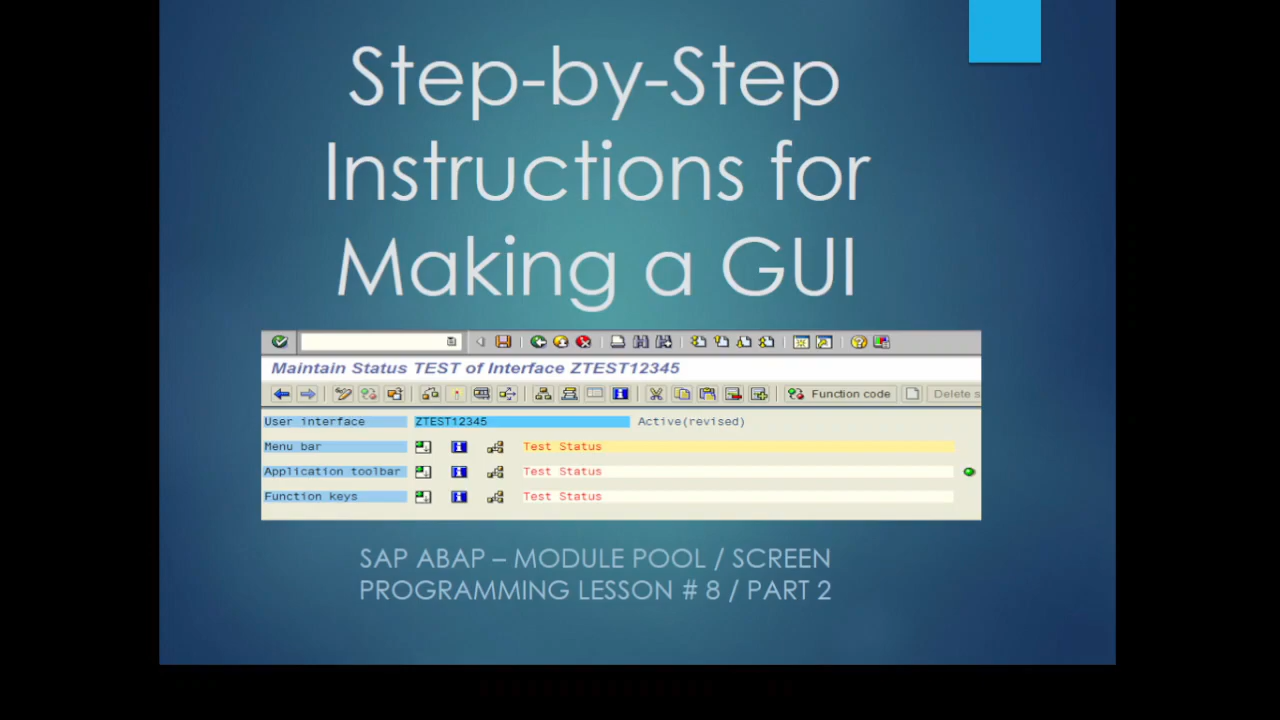 Step-by-Step
Instructions for
Making a GUI
Maintain Status TEST of Interface ZTEST12345
Function code Delete s
User interface ZTEST12345 Active(revised)
Menu bar Test Status
Application toolbar Test Status
Function keys Test Status
SAP ABAP – MODULE POOL / SCREEN
PROGRAMMING LESSON # 8 / PART 2